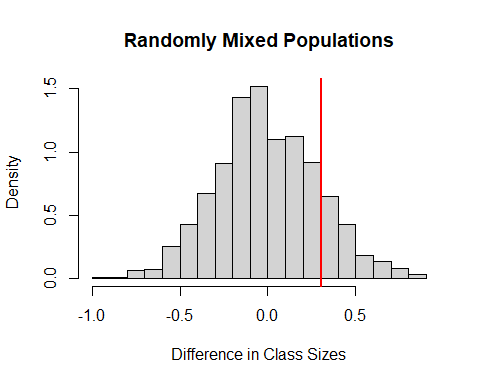 Randomly Mixed Populations
Density
1.5
1.0
0.5
0.0
-1.0 -0.5 0.0 0.5
Difference in Class Sizes